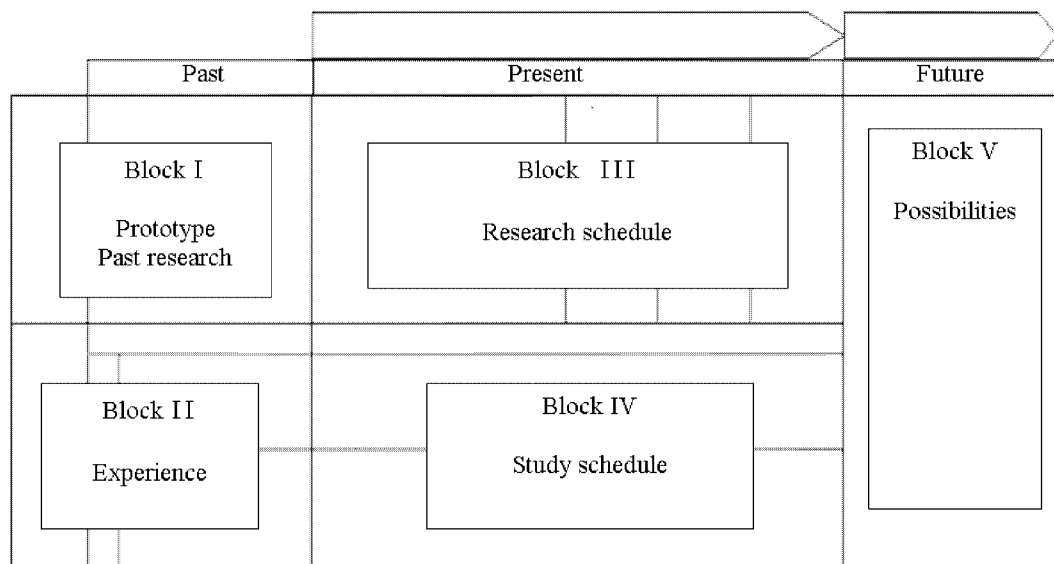 Past
Present
Future
Block I
Prototype
Past research
Block III
Research schedule
Block V
Possibilities
Block II
Experience
Block IV
Study schedule